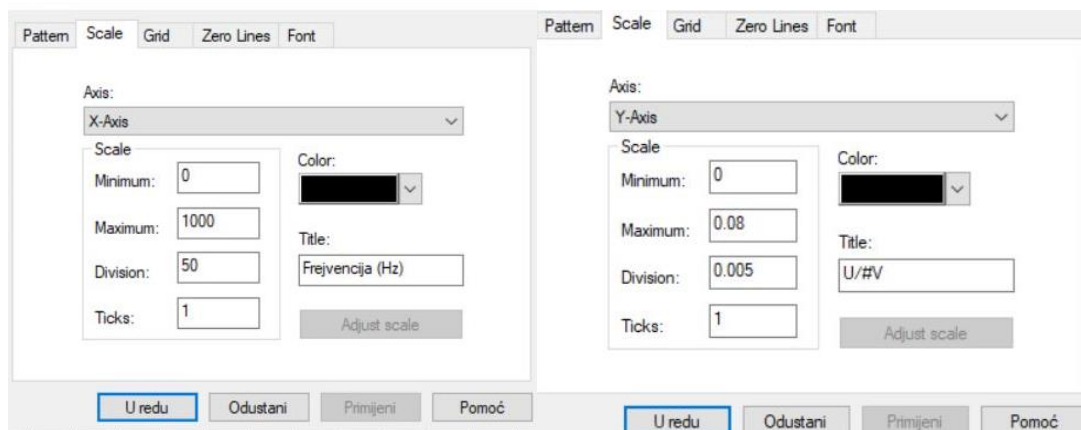 Pattern Scale Grid Zero Lines Font
Axis:
X-Axis
Scale
Minimum: 0
Maximum: 1000
Division: 50
Ticks: 1
Color:
Title:
Frejvencija (Hz)
Adjust scale
U redu Odustani Primijeni Pomoć
Pattern Scale Grid Zero Lines Font
Axis:
Y-Axis
Scale
Minimum: 0
Maximum: 0.08
Division: 0.005
Ticks: 1
Color:
Title:
U/#V
Adjust scale
U redu Odustani Primijeni Pomoć